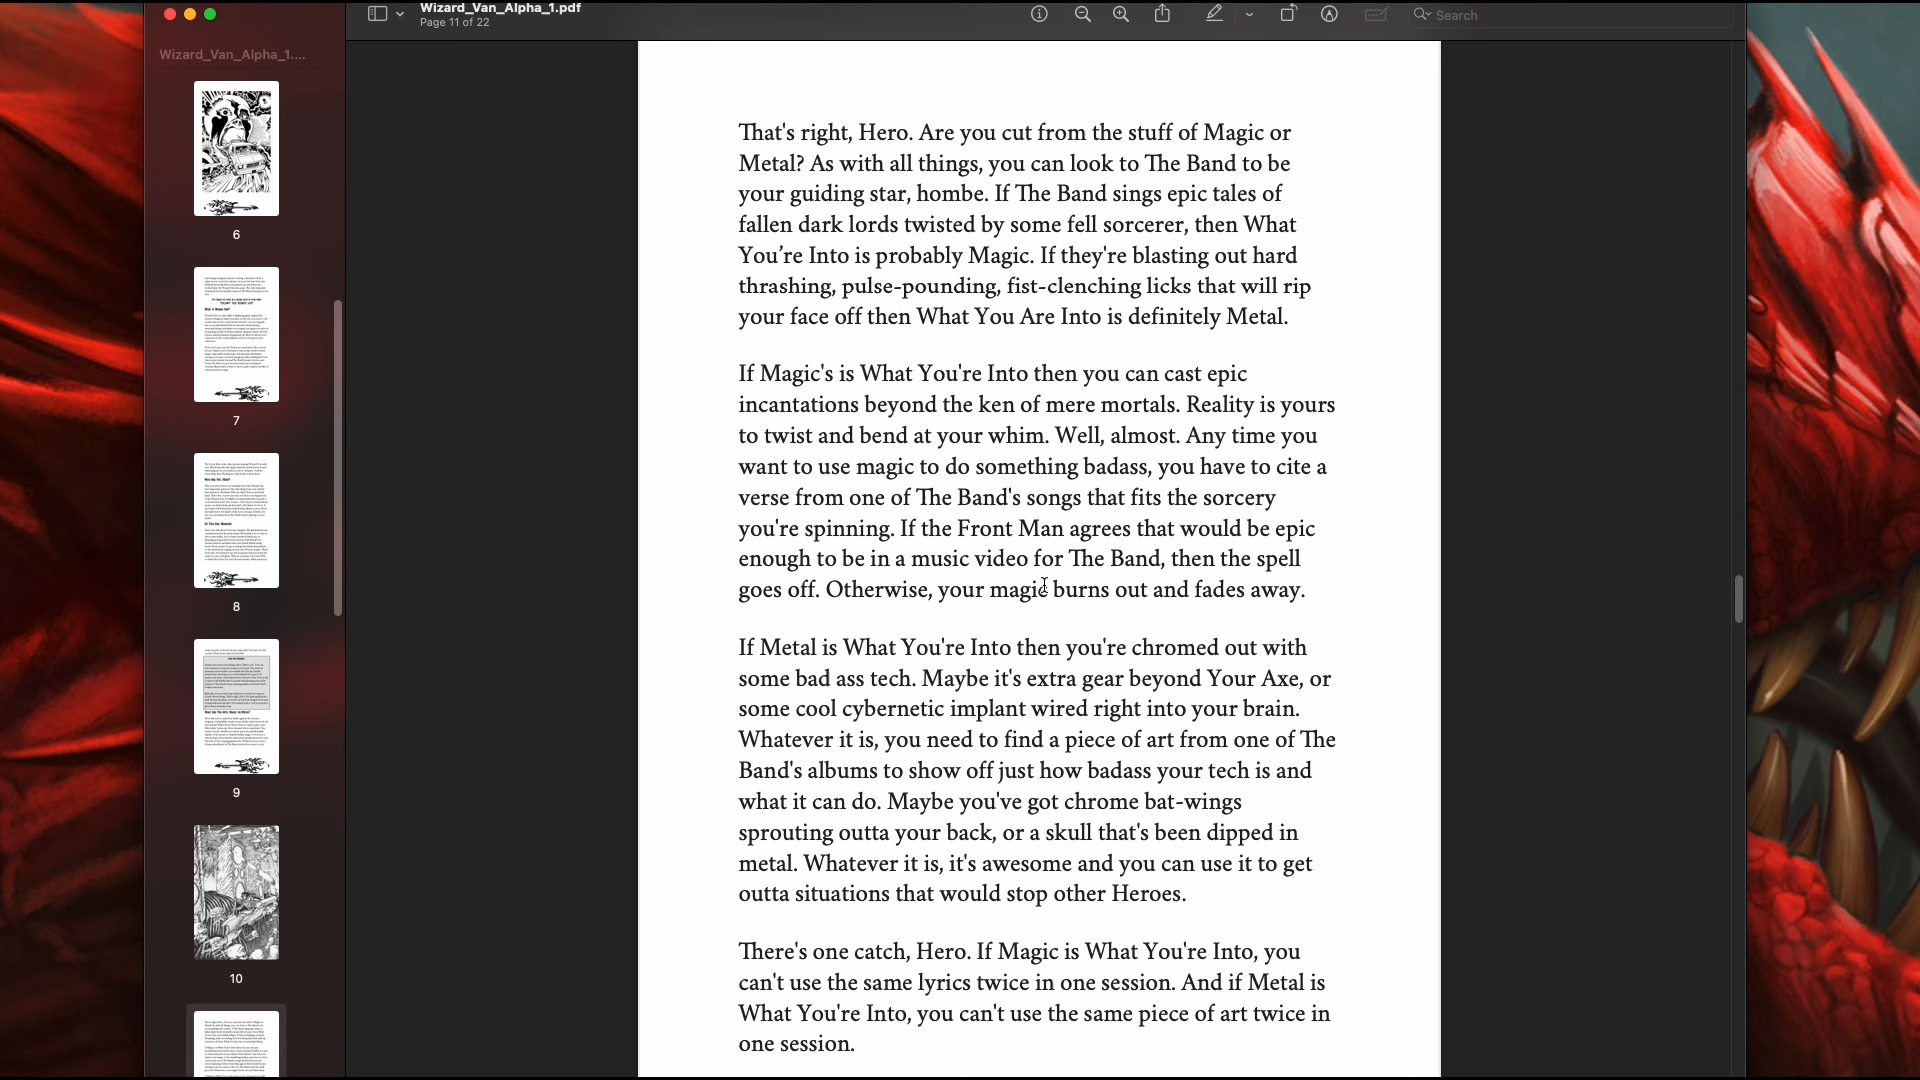 Wizard_Van_Alpha_1.pdf
Page 11 of 22
Search
Wizard_Van_Alpha_1....
6
7
8
9
10
That's right, Hero. Are you cut from the stuff of Magic or
Metal? As with all things, you can look to The Band to be
your guiding star, hombe. If The Band sings epic tales of
fallen dark lords twisted by some fell sorcerer, then What
You’re Into is probably Magic. If they're blasting out hard
thrashing, pulse-pounding, fist-clenching licks that will rip
your face off then What You Are Into is definitely Metal.
If Magic's is What You're Into then you can cast epic
incantations beyond the ken of mere mortals. Reality is yours
to twist and bend at your whim. Well, almost. Any time you
want to use magic to do something badass, you have to cite a
verse from one of The Band's songs that fits the sorcery
you're spinning. If the Front Man agrees that would be epic
enough to be in a music video for The Band, then the spell
goes off. Otherwise, your magic burns out and fades away.
If Metal is What You're Into then you're chromed out with
some bad ass tech. Maybe it's extra gear beyond Your Axe, or
some cool cybernetic implant wired right into your brain.
Whatever it is, you need to find a piece of art from one of The
Band's albums to show off just how badass your tech is and
what it can do. Maybe you've got chrome bat-wings
sprouting outta your back, or a skull that's been dipped in
metal. Whatever it is, it's awesome and you can use it to get
outta situations that would stop other Heroes.
There's one catch, Hero. If Magic is What You're Into, you
can't use the same lyrics twice in one session. And if Metal is
What You're Into, you can't use the same piece of art twice in
one session.